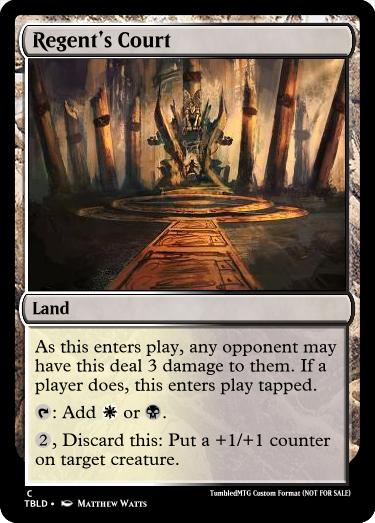 Regent's Court
Land
As this enters play, any opponent may
have this deal 3 damage to them. If a
player does, this enters play tapped.
: Add or .
2, Discard this: Put a +1/+1 counter
on target creature.
C
TBLD • Matthew Watts
TumbledMTG Custom Format (NOT FOR SALE)